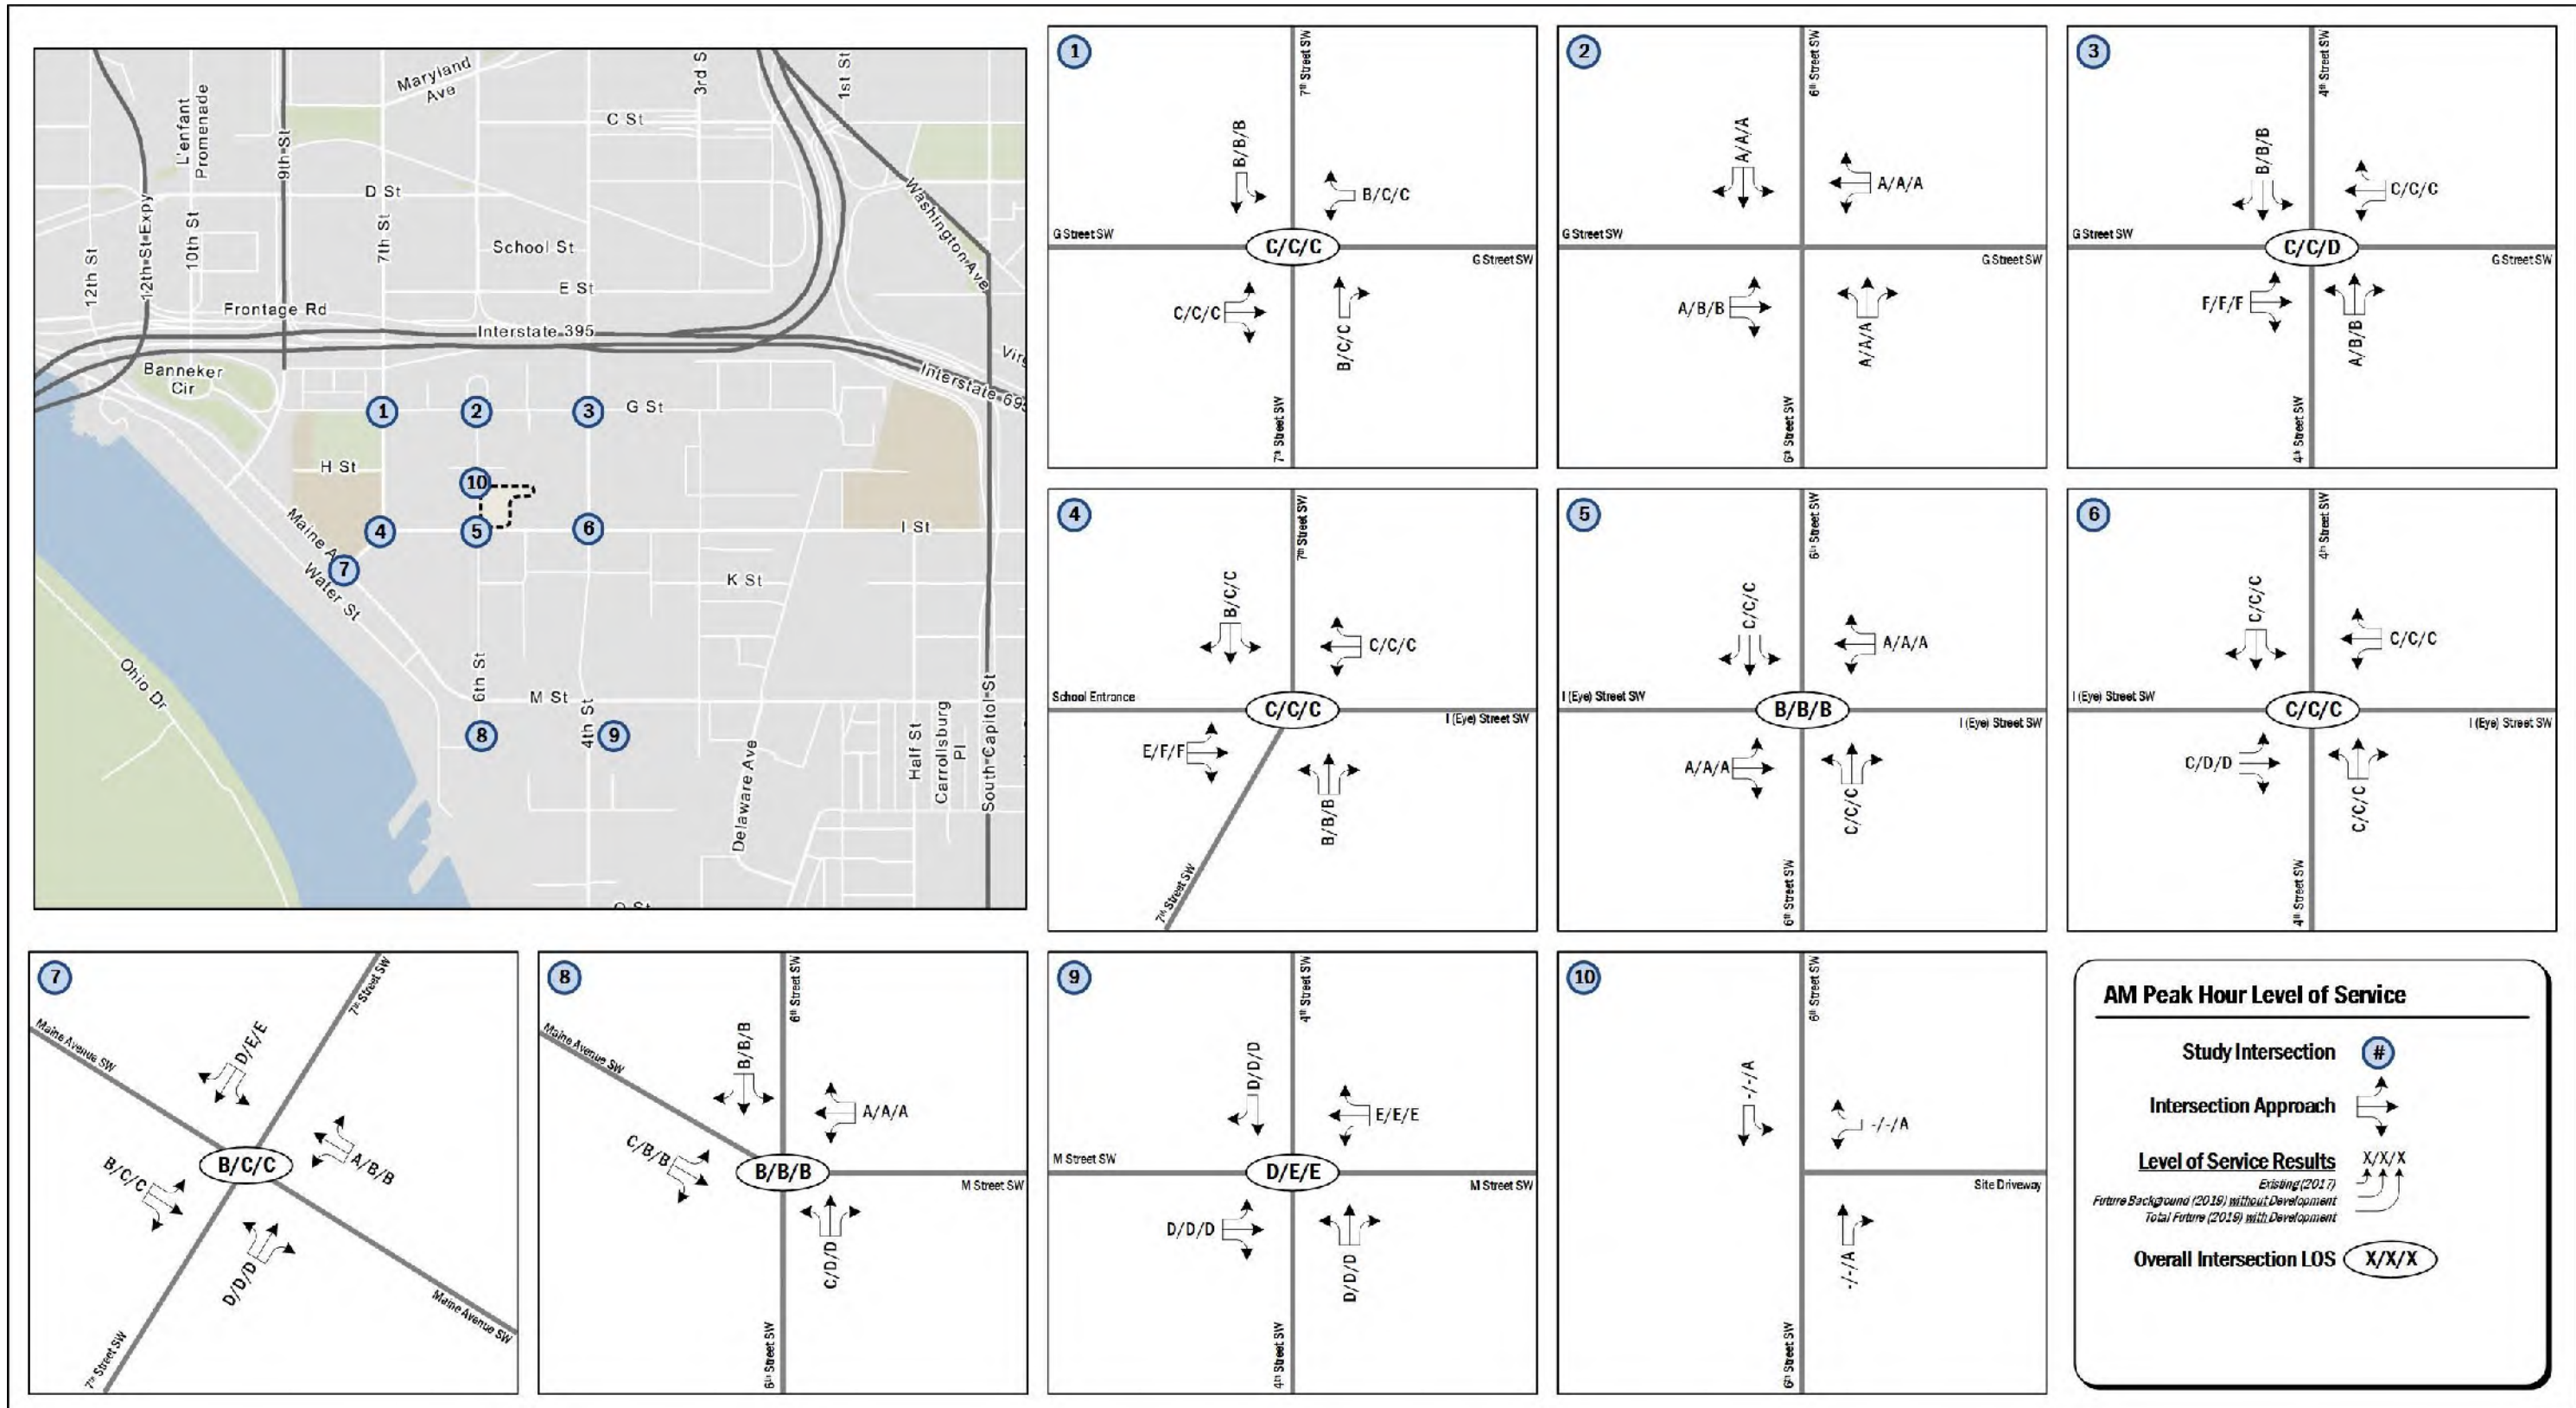 Maryland
Ave
3rd S
1st St
L'enfant
Promenade
9th St
C St
12th St Expy
D St
Washington Ave
10th St
7th St
12th St
School St
E St
Frontage Rd
Interstate 395
Banneker
Cir
Interstate 69
1
2
3
G St
H St
10
Maine A
4
5
6
I St
7
Water St
K St
Ohio Dr
6th St
M St
4th St
8
9
Delaware Ave
Half St
Carrollsburg
Pl
South Capitol St
1
7th Street SW
B/B/B
B/C/C
G Street SW
C/C/C
G Street SW
C/C/C
B/C/C
7th Street SW
2
6th Street SW
A/A/A
A/A/A
G Street SW
G Street SW
A/B/B
A/A/A
6th Street SW
3
4th Street SW
B/B/B
C/C/C
G Street SW
C/C/D
G Street SW
F/F/F
A/B/B
4th Street SW
4
7th Street SW
B/C/C
C/C/C
School Entrance
C/C/C
I (Eye) Street SW
E/F/F
B/B/B
7th Street SW
5
6th Street SW
C/C/C
A/A/A
I (Eye) Street SW
B/B/B
I (Eye) Street SW
A/A/A
C/C/C
6th Street SW
6
4th Street SW
C/C/C
C/C/C
I (Eye) Street SW
C/C/C
I (Eye) Street SW
C/D/D
C/C/C
4th Street SW
7
7th Street SW
Maine Avenue SW
D/E/E
B/C/C
A/B/B
B/C/C
D/D/D
Maine Avenue SW
7th Street SW
8
6th Street SW
Maine Avenue SW
B/B/B
A/A/A
C/B/B
B/B/B
M Street SW
C/D/D
6th Street SW
9
4th Street SW
D/D/D
E/E/E
M Street SW
D/E/E
M Street SW
D/D/D
D/D/D
4th Street SW
10
6th Street SW
-/-/A
-/-/A
Site Driveway
-/-/A
6th Street SW
AM Peak Hour Level of Service
Study Intersection #
Intersection Approach
Level of Service Results X/X/X
Existing (2017)
Future Background (2019) without Development
Total Future (2019) with Development
Overall Intersection LOS X/X/X